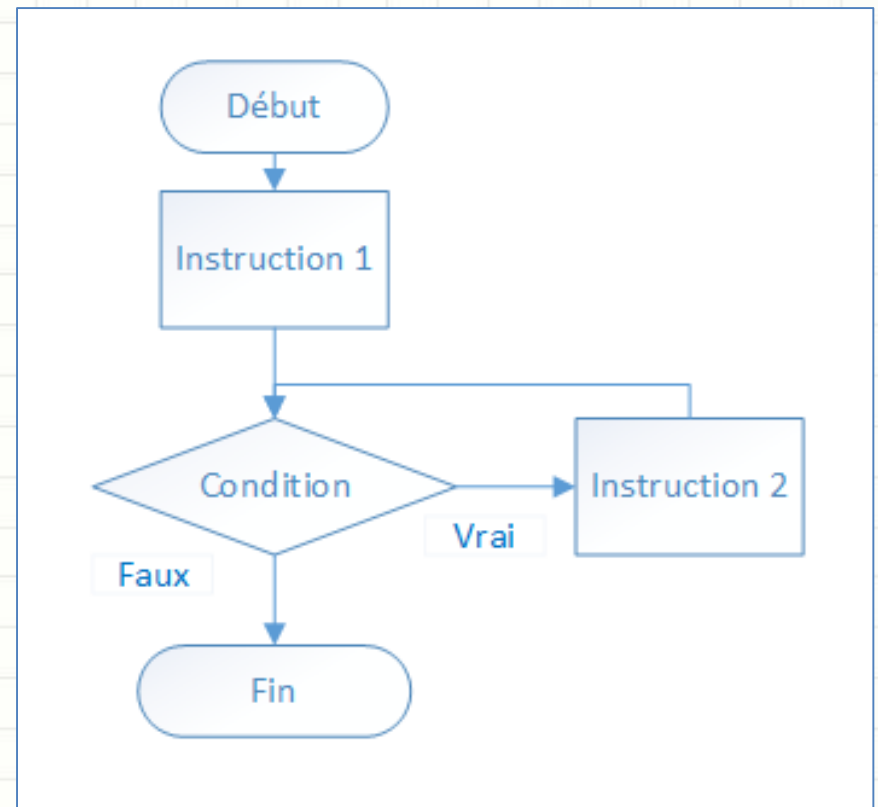 Début
Instruction 1
Condition
Vrai
Instruction 2
Faux
Fin